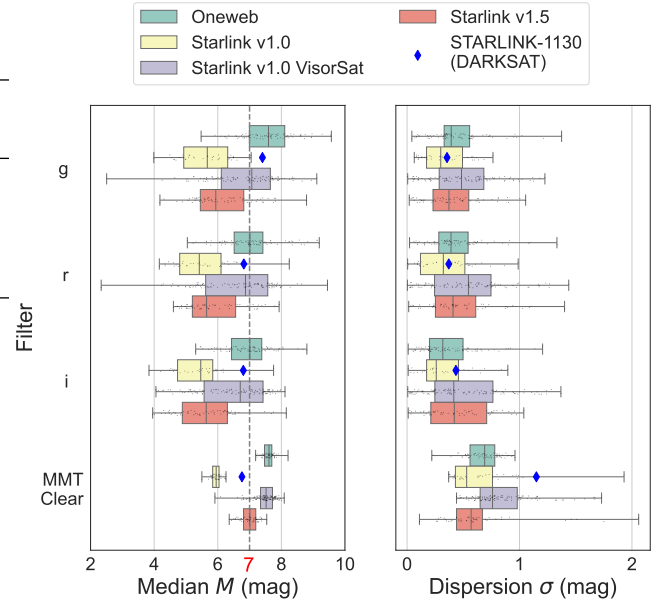 Oneweb
Starlink v1.0
Starlink v1.0 VisorSat
Starlink v1.5
STARLINK-1130
(DARKSAT)
Filter
g
r
i
MMT
Clear
2 4 6 7 8 10
Median M (mag)
0 1 2
Dispersion σ (mag)